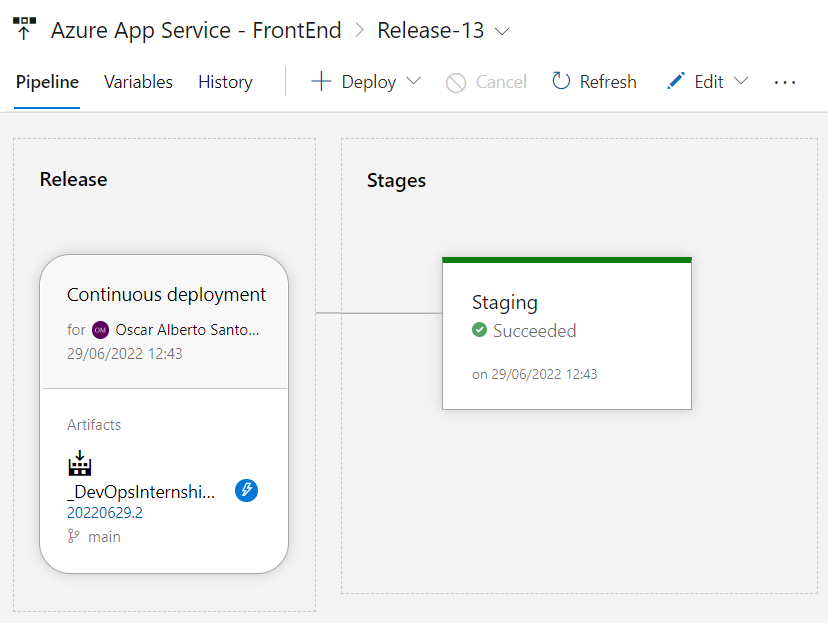 Azure App Service - FrontEnd > Release-13
Pipeline Variables History Deploy Cancel Refresh Edit ...
Release
Continuous deployment
for OM Oscar Alberto Santo...
29/06/2022 12:43
Artifacts
_DevOpsInternshi...
20220629.2
main
Stages
Staging
Succeeded
on 29/06/2022 12:43